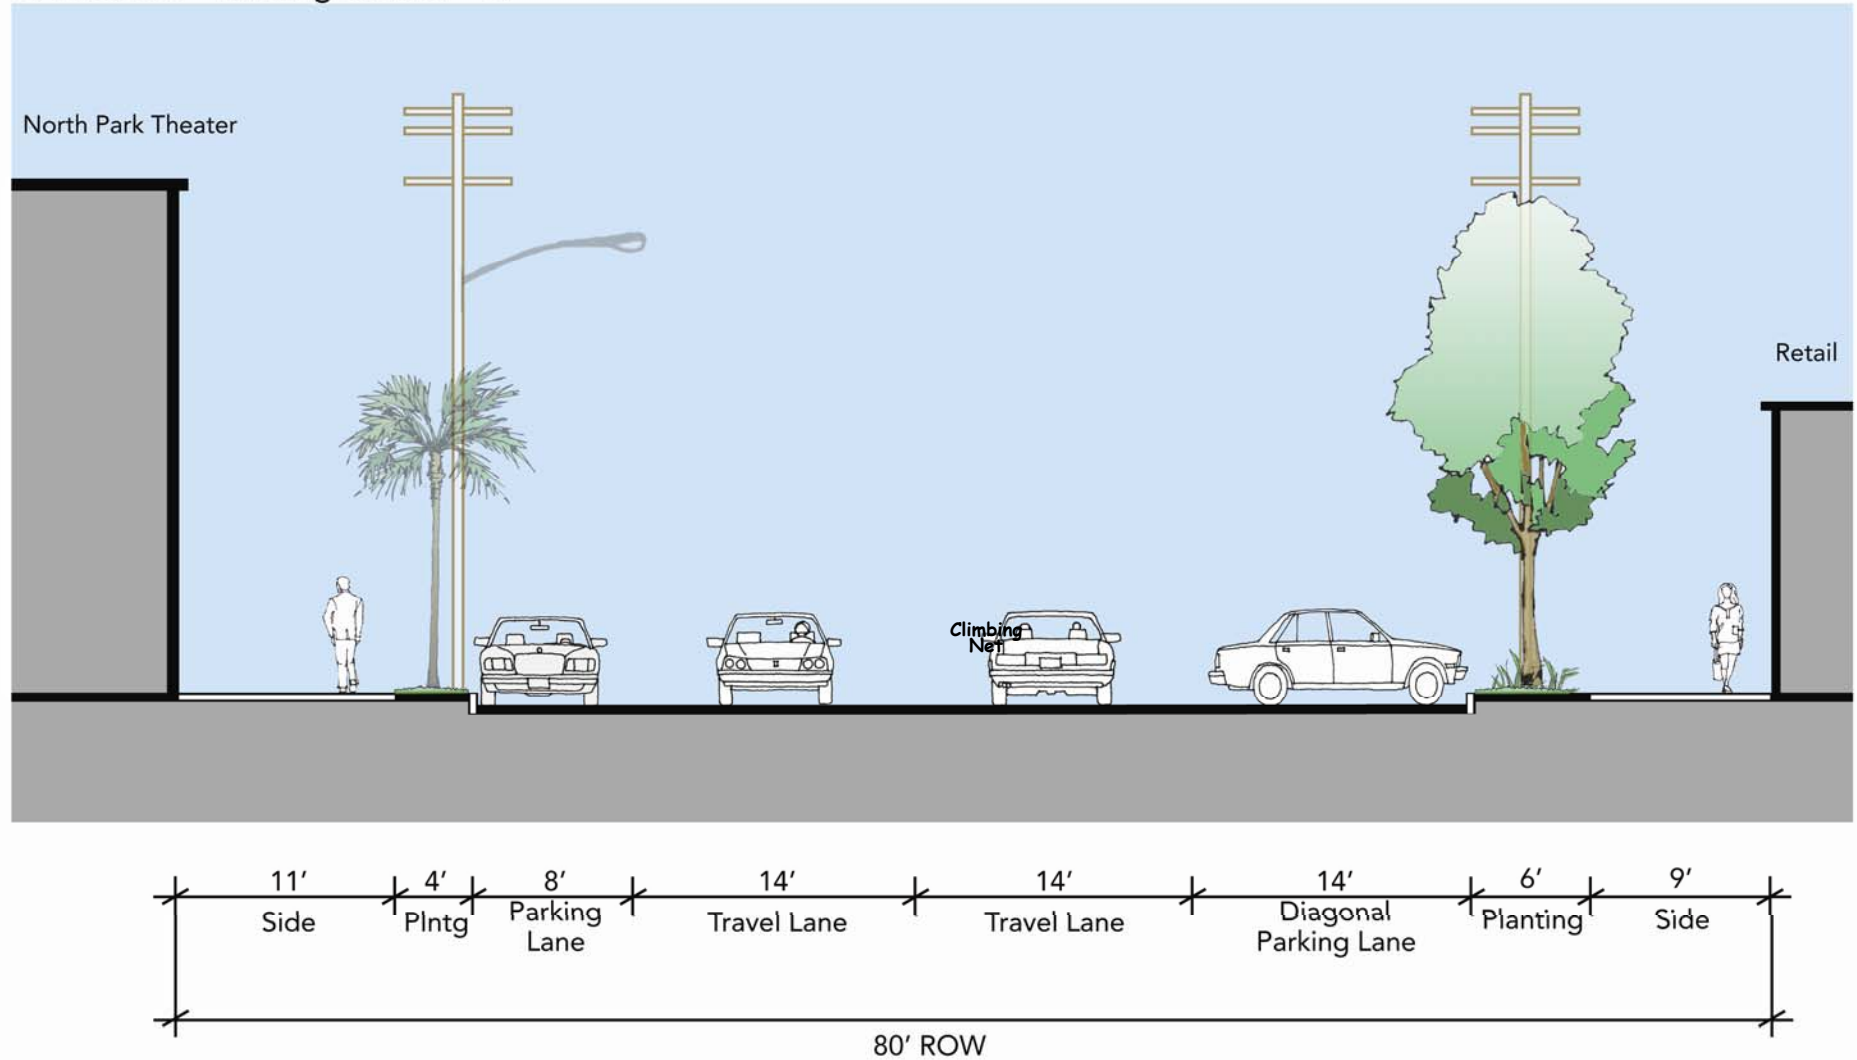 North Park Theater
Retail
Climbing
Net
11'
4'
8'
14'
14'
14'
6'
9'
Side
Plntg
Parking
Lane
Travel Lane
Travel Lane
Diagonal
Parking Lane
Planting
Side
80' ROW